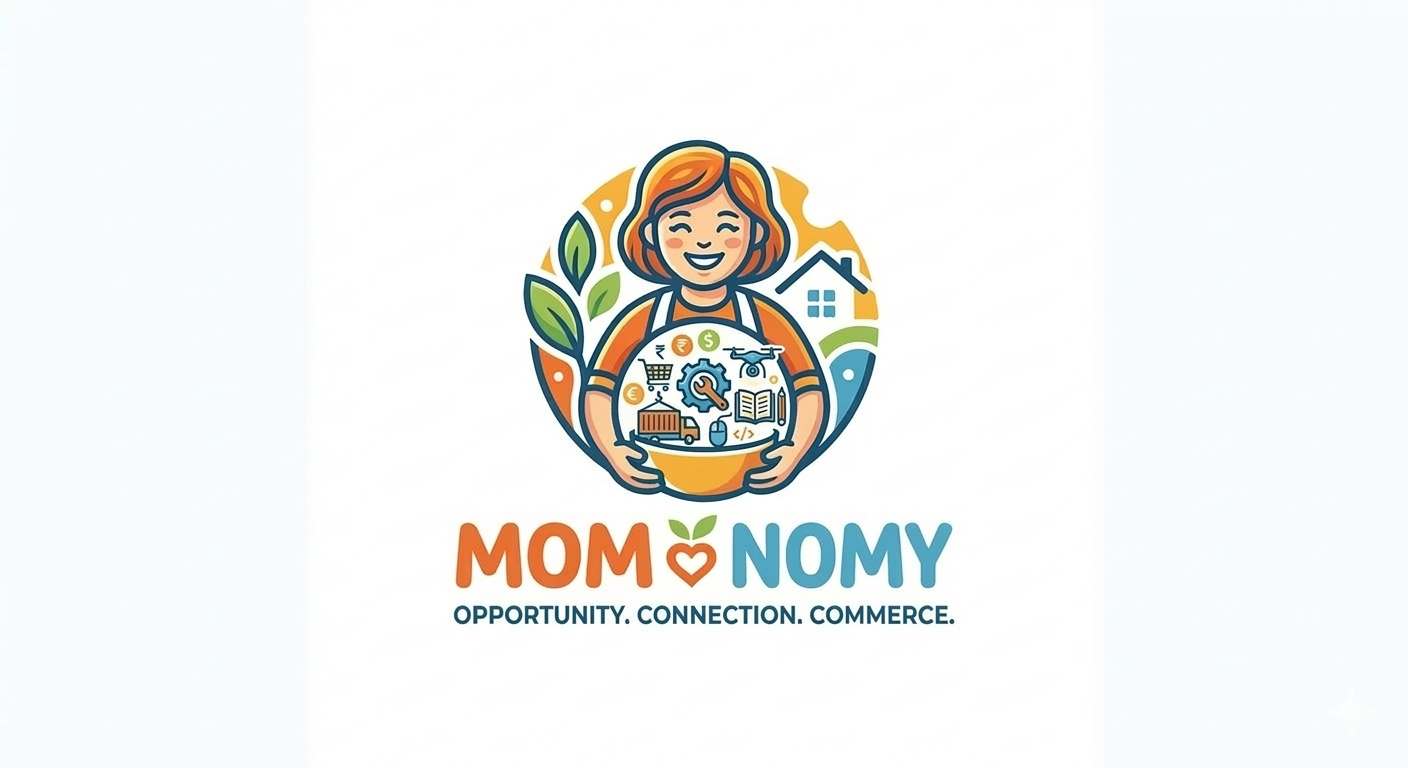 ₹ ₹ $
€
</>
MOM NOMY
OPPORTUNITY. CONNECTION. COMMERCE.